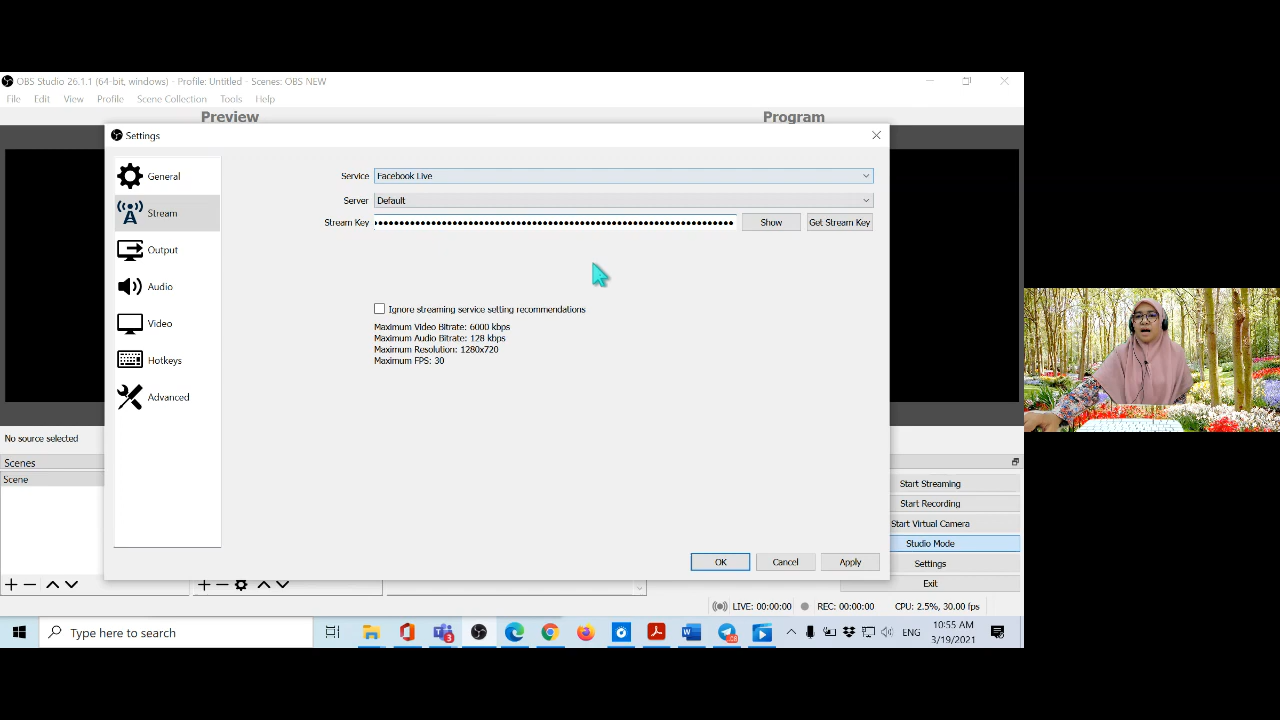 OBS Studio 26.1.1 (64-bit, windows) - Profile: Untitled - Scenes: OBS NEW
File Edit View Profile Scene Collection Tools Help
Preview Program
Settings
General
Stream
Output
Audio
Video
Hotkeys
Advanced
Service Facebook Live
Server Default
Stream Key Show Get Stream Key
Ignore streaming service setting recommendations
Maximum Video Bitrate: 6000 kbps
Maximum Audio Bitrate: 128 kbps
Maximum Resolution: 1280x720
Maximum FPS: 30
OK Cancel Apply
No source selected
Scenes
Scene
Start Streaming
Start Recording
Start Virtual Camera
Studio Mode
Settings
Exit
LIVE: 00:00:00 REC: 00:00:00 CPU: 2.5%, 30.00 fps
Type here to search
ENG
10:55 AM
3/19/2021